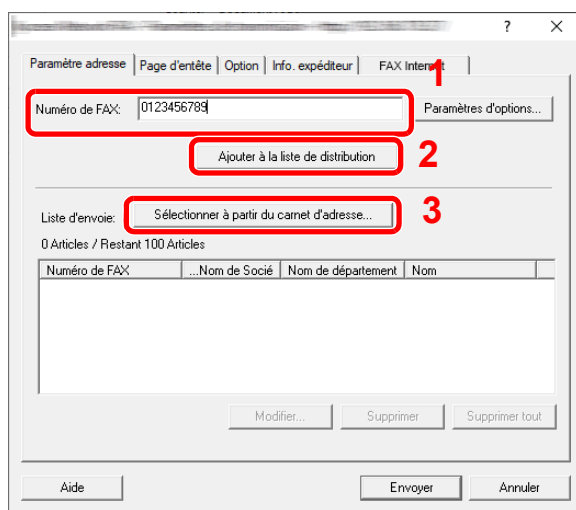 ?
Paramètre adresse Page d'entête Option Info. expéditeur FAX Internet
1
Numéro de FAX: 0123456789 Paramètres d'options...
Ajouter à la liste de distribution 2
Liste d'envoie: Sélectionner à partir du carnet d'adresse... 3
0 Articles / Restant 100 Articles
Numéro de FAX ...Nom de Socié Nom de département Nom
Modifier... Supprimer Supprimer tout
Aide Envoyer Annuler